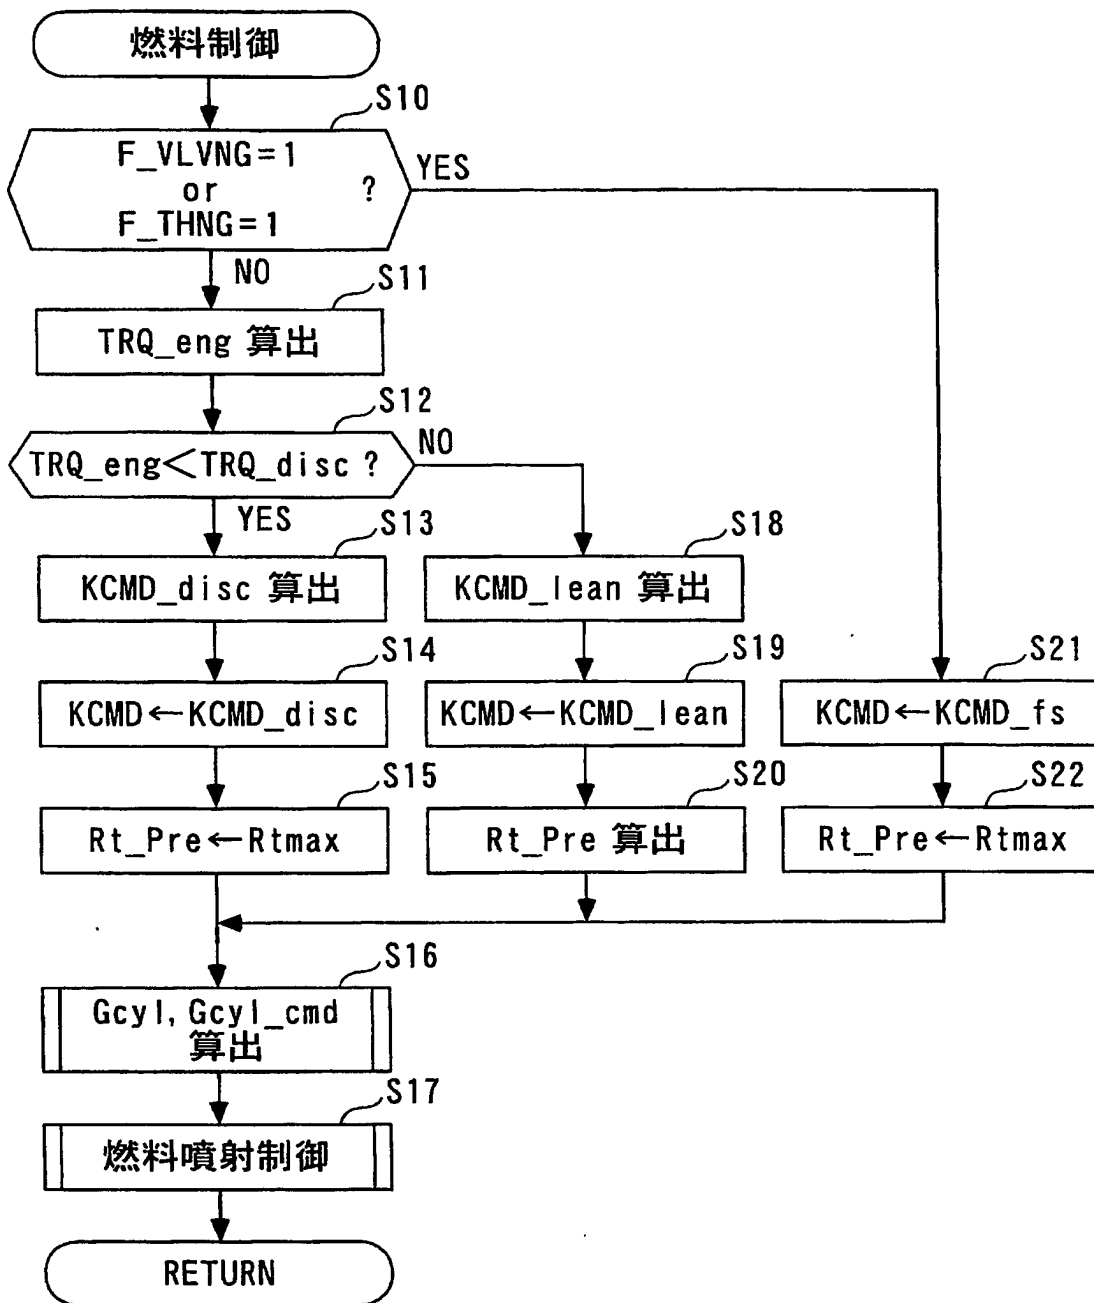 燃料制御
S10
F_VLVNG=1
or ?
F_THNG=1
YES
NO
S11
TRQ_eng 算出
S12
TRQ_eng<TRQ_disc ?
NO
YES
S13
KCMD_disc 算出
S18
KCMD_lean 算出
S14
KCMD←KCMD_disc
S19
KCMD←KCMD_lean
S21
KCMD←KCMD_fs
S15
Rt_Pre←Rtmax
S20
Rt_Pre 算出
S22
Rt_Pre←Rtmax
S16
Gcyl, Gcyl_cmd
算出
S17
燃料噴射制御
RETURN